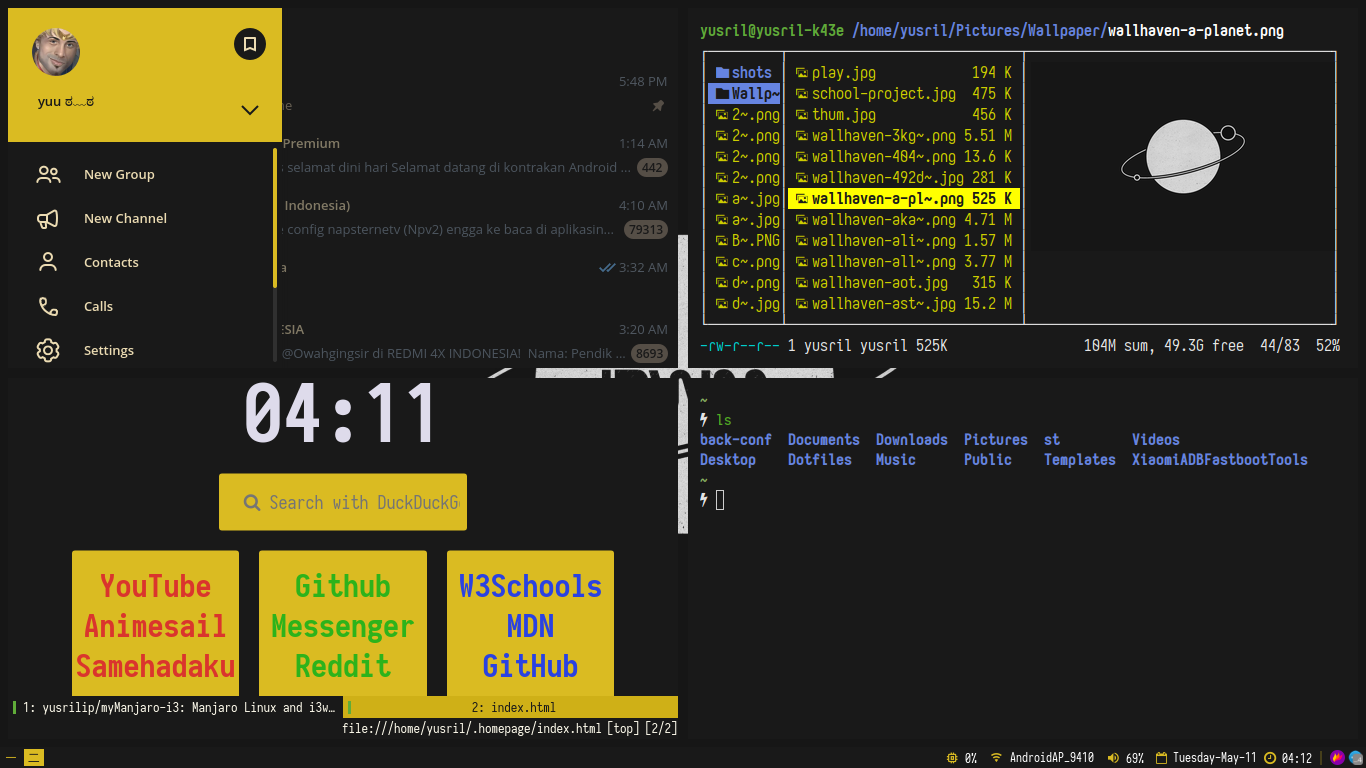 yuu ಠ﹏ಠ
New Group
New Channel
Contacts
Calls
Settings
5:48 PM
ne
Premium 1:14 AM
selamat dini hari Selamat datang di kontrakan Android ... 442
Indonesia) 4:10 AM
config napsternetv (Npv2) engga ke baca di aplikasin... 79313
a 3:32 AM
ESIA 3:20 AM
@Owahgingsir di REDMI 4X INDONESIA! Nama: Pendik ... 8693
yusril@yusril-k43e /home/yusril/Pictures/Wallpaper/wallhaven-a-planet.png
shots play.jpg 194 K
Wallp~ school-project.jpg 475 K
2~.png thum.jpg 456 K
2~.png wallhaven-3kg~.png 5.51 M
2~.png wallhaven-404~.png 13.6 K
2~.png wallhaven-492d~.jpg 281 K
a~.jpg wallhaven-a-pl~.png 525 K
a~.jpg wallhaven-aka~.png 4.71 M
B~.PNG wallhaven-ali~.png 1.57 M
c~.png wallhaven-all~.png 3.77 M
d~.png wallhaven-aot.jpg 315 K
d~.jpg wallhaven-ast~.jpg 15.2 M
-rw-r--r-- 1 yusril yusril 525K 104M sum, 49.3G free 44/83 52%
04:11
Search with DuckDuckG
YouTube
Animesail
Samehadaku
Github
Messenger
Reddit
W3Schools
MDN
GitHub
1: yusrilip/myManjaro-i3: Manjaro Linux and i3w… 2: index.html
file:///home/yusril/.homepage/index.html [top] [2/2]
~
ls
back-conf Documents Downloads Pictures st Videos
Desktop Dotfiles Music Public Templates XiaomiADBFastbootTools
~
一 二 0% AndroidAP_9410 69% Tuesday-May-11 04:12